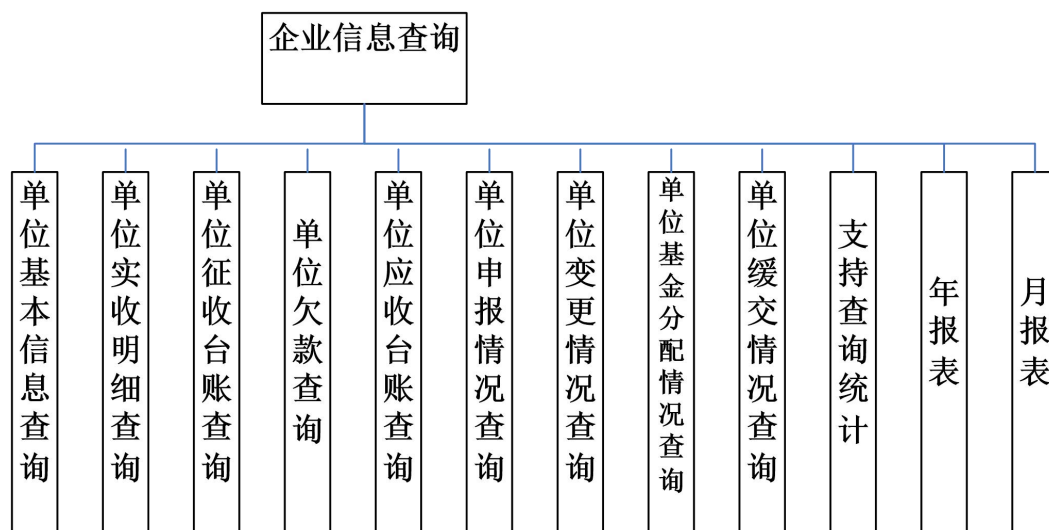 企业信息查询
单位基本信息查询
单位实收明细查询
单位征收台账查询
单位欠款查询
单位应收台账查询
单位申报情况查询
单位变更情况查询
单位基金分配情况查询
单位缓交情况查询
支持查询统计
年报表
月报表